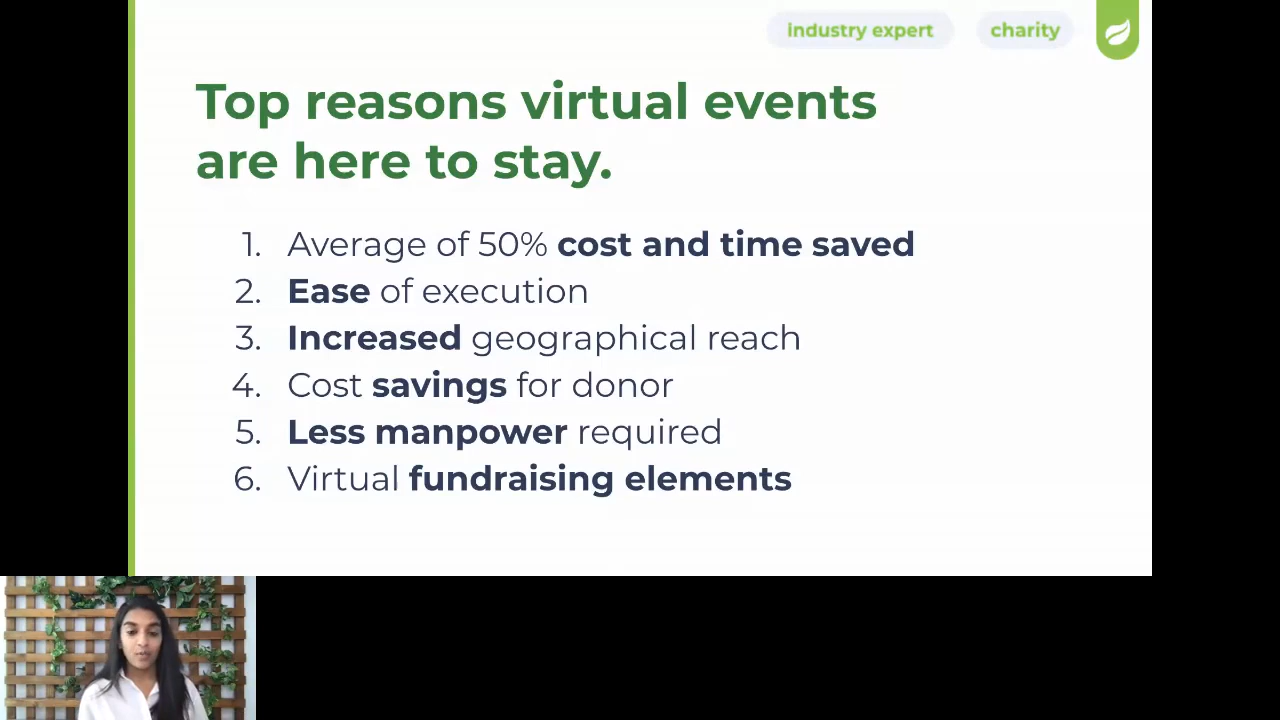 industry expert
charity
Top reasons virtual events
are here to stay.
1. Average of 50% cost and time saved
2. Ease of execution
3. Increased geographical reach
4. Cost savings for donor
5. Less manpower required
6. Virtual fundraising elements